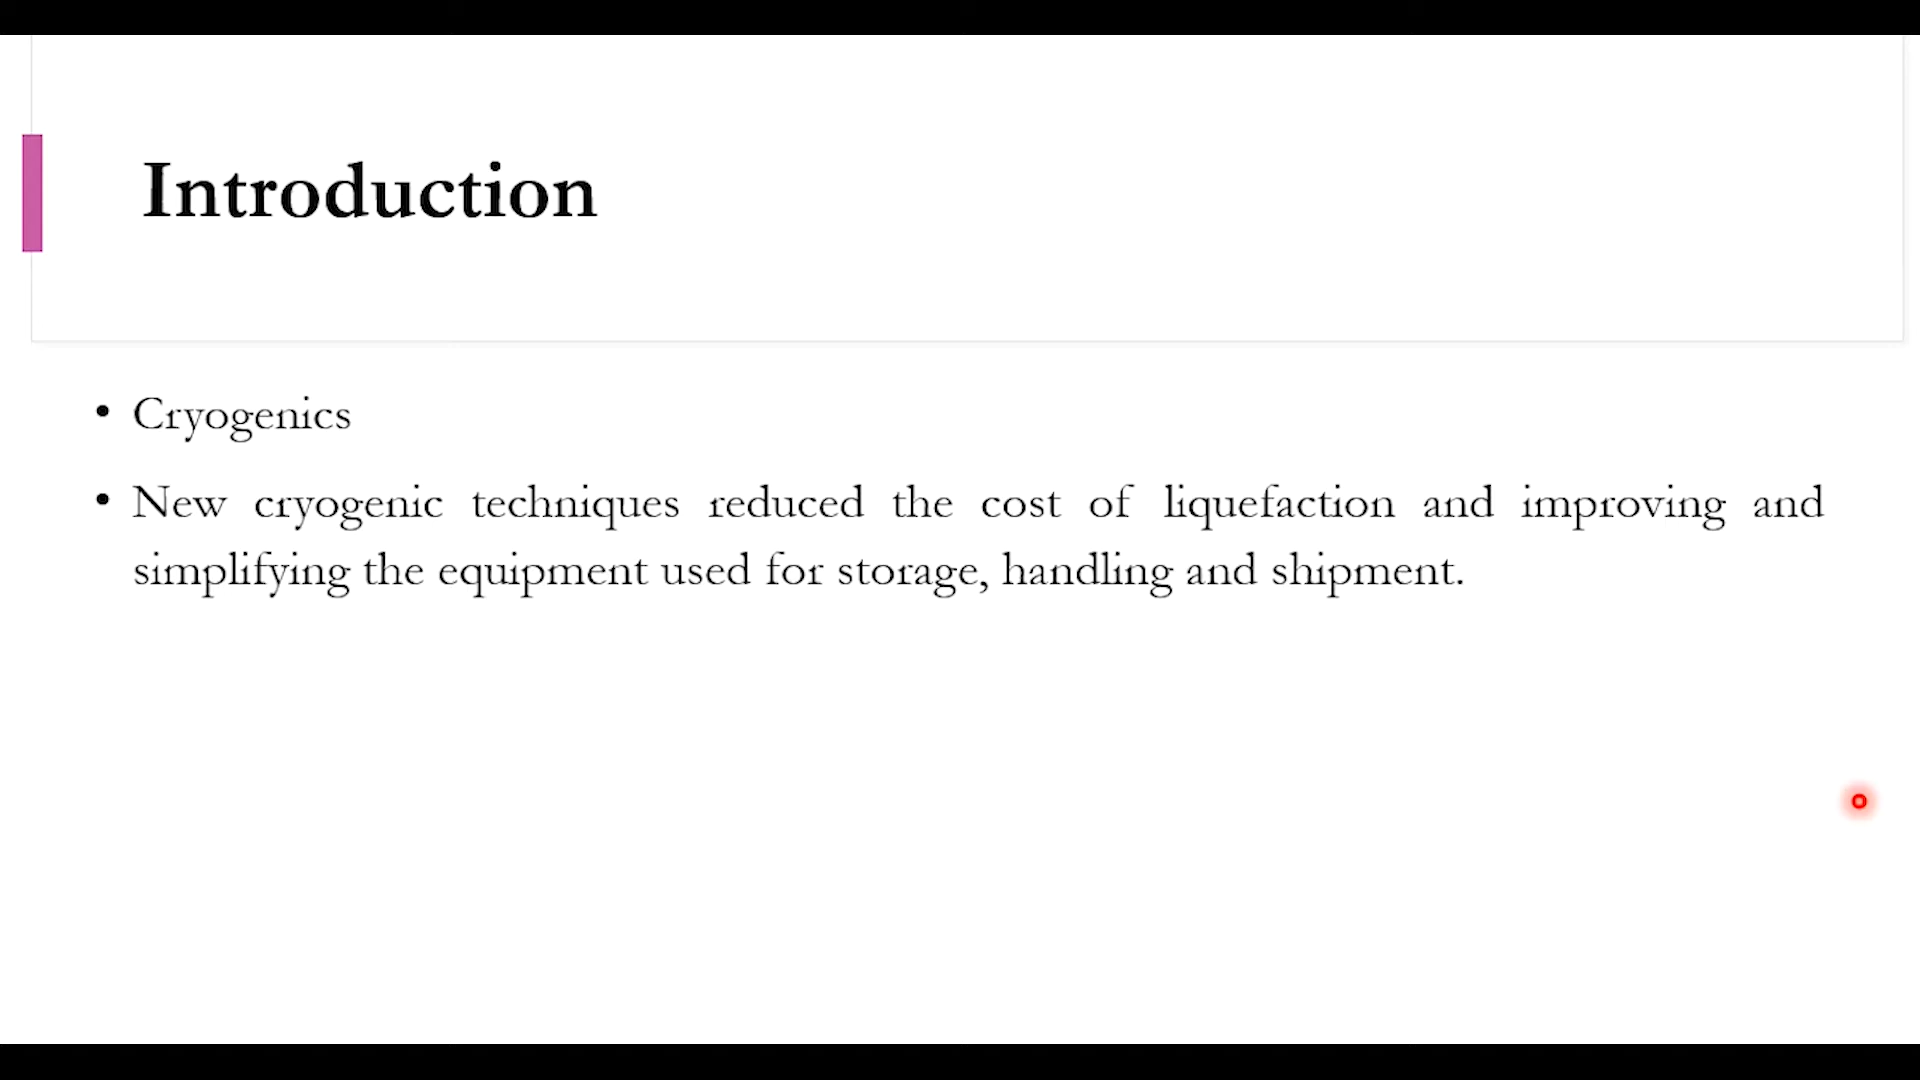 Introduction
• Cryogenics
• New cryogenic techniques reduced the cost of liquefaction and improving and
simplifying the equipment used for storage, handling and shipment.